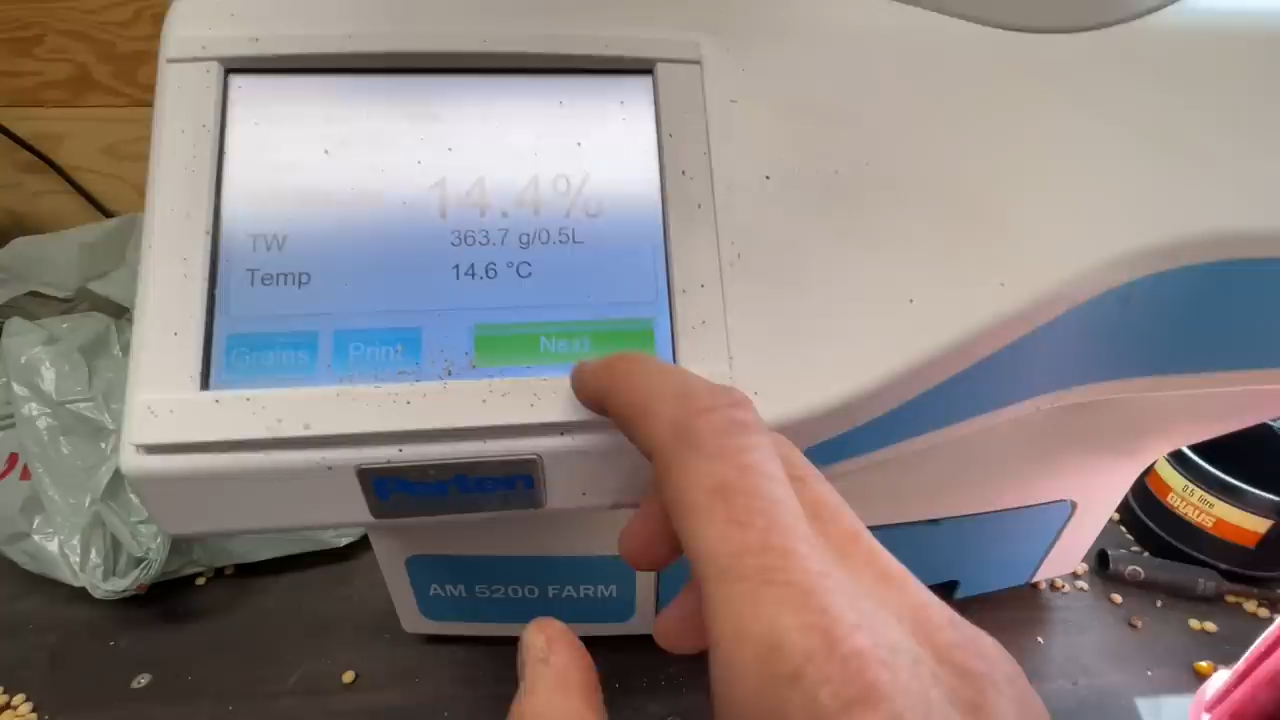 14.4%
TW 363.7 g/0.5L
Temp 14.6 °C
Grains Print Next
Perten
AM 5200 FARM
0.5 litre
OHAUS